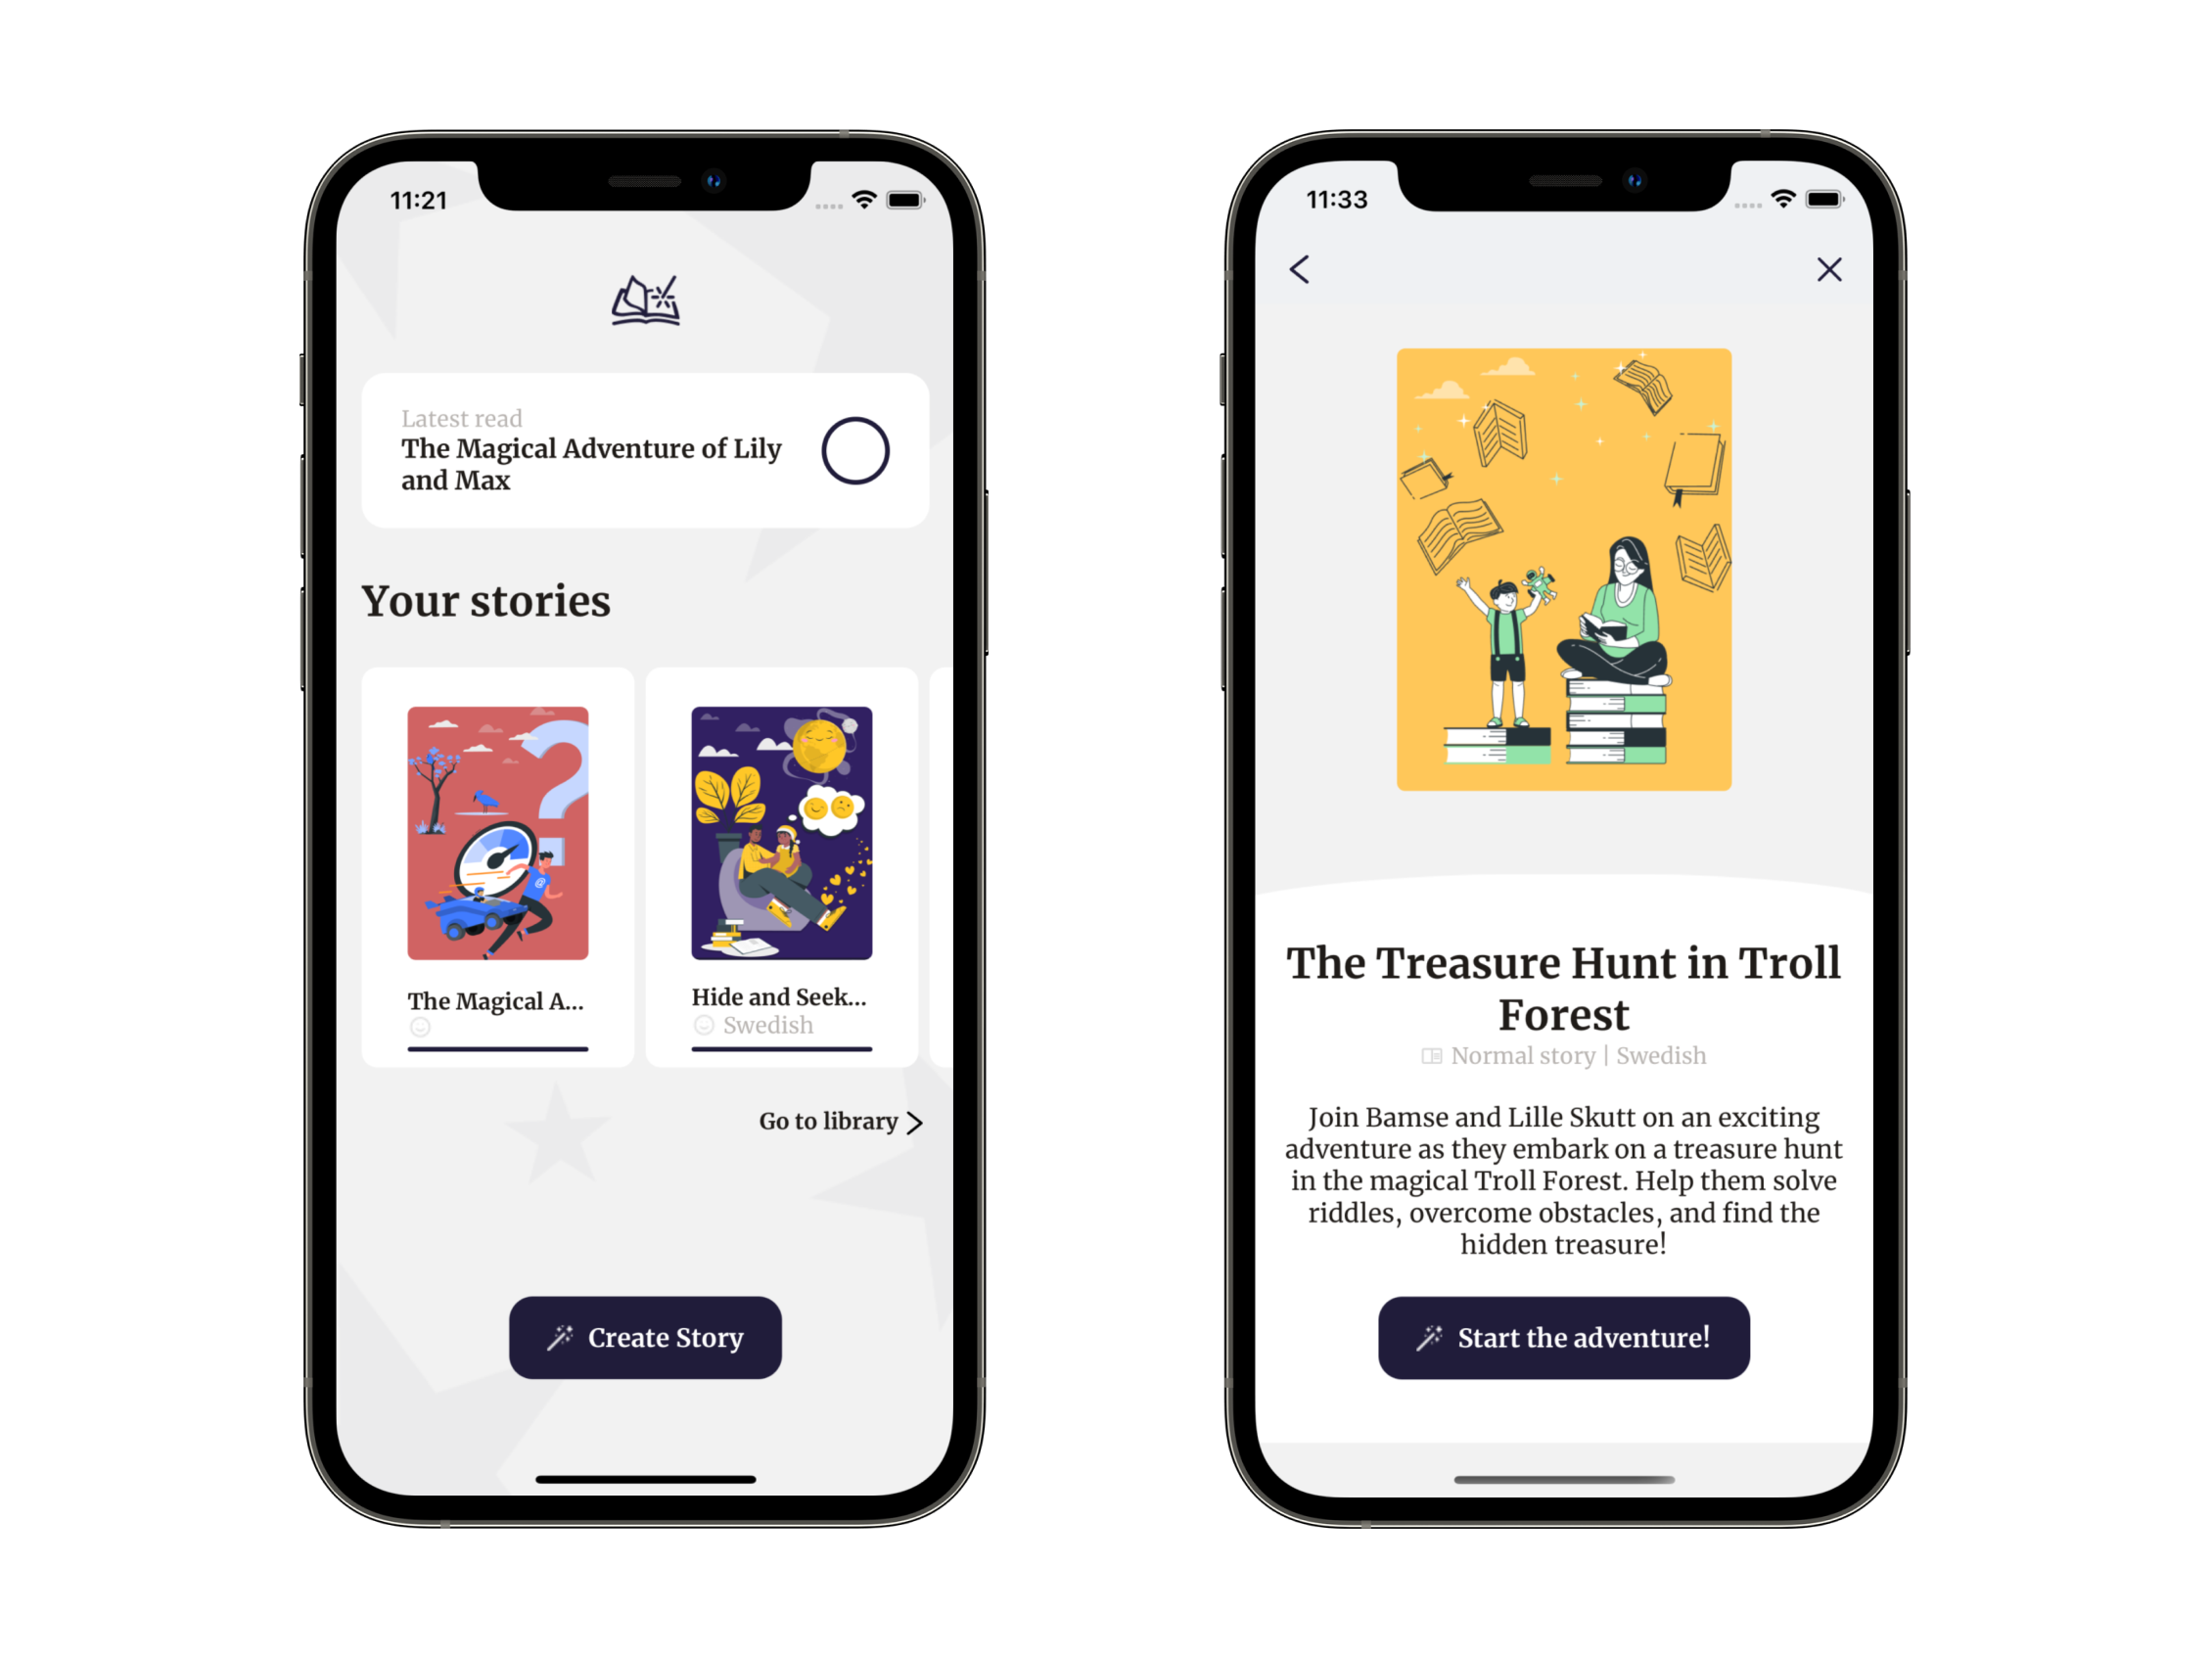 11:21
Latest read
The Magical Adventure of Lily
and Max
Your stories
The Magical A...
Hide and Seek...
Swedish
Go to library
Create Story
11:33
The Treasure Hunt in Troll
Forest
Normal story | Swedish
Join Bamse and Lille Skutt on an exciting
adventure as they embark on a treasure hunt
in the magical Troll Forest. Help them solve
riddles, overcome obstacles, and find the
hidden treasure!
Start the adventure!